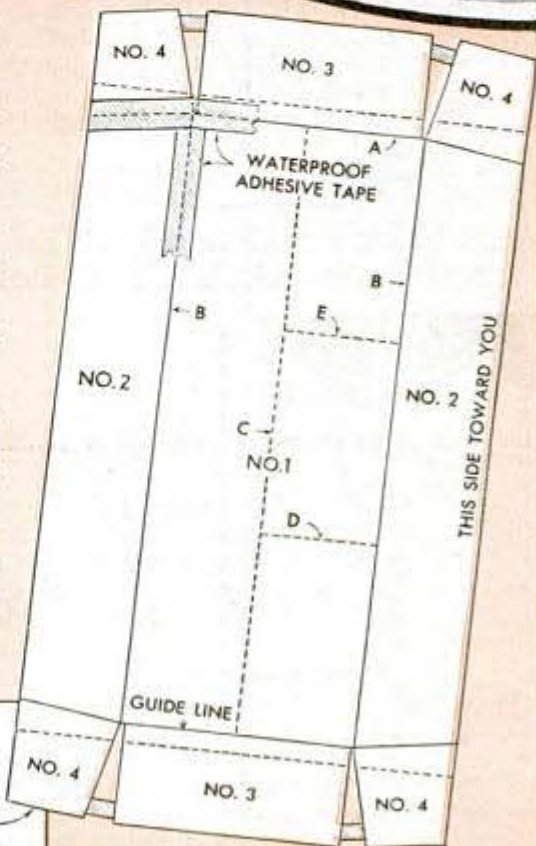 NO. 4
NO. 3
NO. 4
A
WATERPROOF
ADHESIVE TAPE
B
B
E
NO. 2
NO. 2
THIS SIDE TOWARD YOU
C
NO.1
D
GUIDE LINE
NO. 4
NO. 3
NO. 4